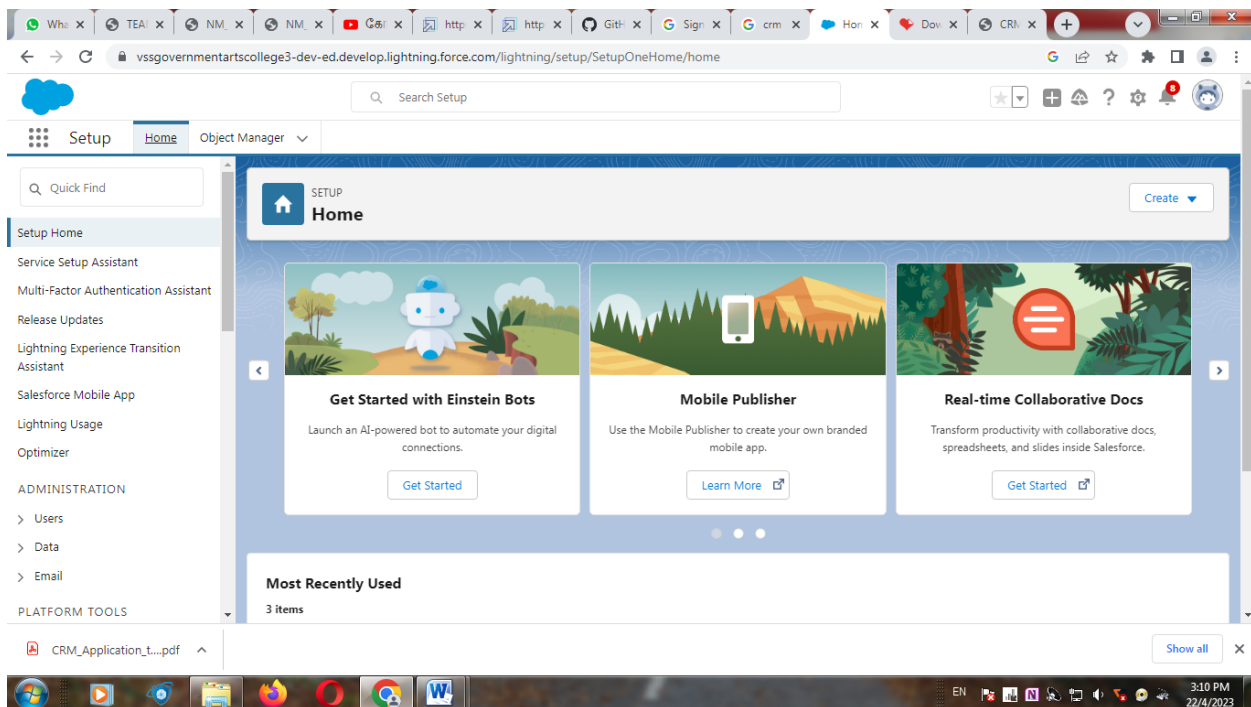 Wha
TEA
NM_
NM_
http
http
GitH
Sign
crm
Hon
Dow
CRM
vssgovernmentartscollege3-dev-ed.develop.lightning.force.com/lightning/setup/SetupOneHome/home
Search Setup
8
Setup Home Object Manager
Quick Find
Setup Home
Service Setup Assistant
Multi-Factor Authentication Assistant
Release Updates
Lightning Experience Transition
Assistant
Salesforce Mobile App
Lightning Usage
Optimizer
ADMINISTRATION
Users
Data
Email
PLATFORM TOOLS
SETUP
Home
Create
Get Started with Einstein Bots
Launch an AI-powered bot to automate your digital
connections.
Get Started
Mobile Publisher
Use the Mobile Publisher to create your own branded
mobile app.
Learn More
Real-time Collaborative Docs
Transform productivity with collaborative docs,
spreadsheets, and slides inside Salesforce.
Get Started
Most Recently Used
3 items
CRM_Application_t....pdf
Show all
EN
3:10 PM
22/4/2023